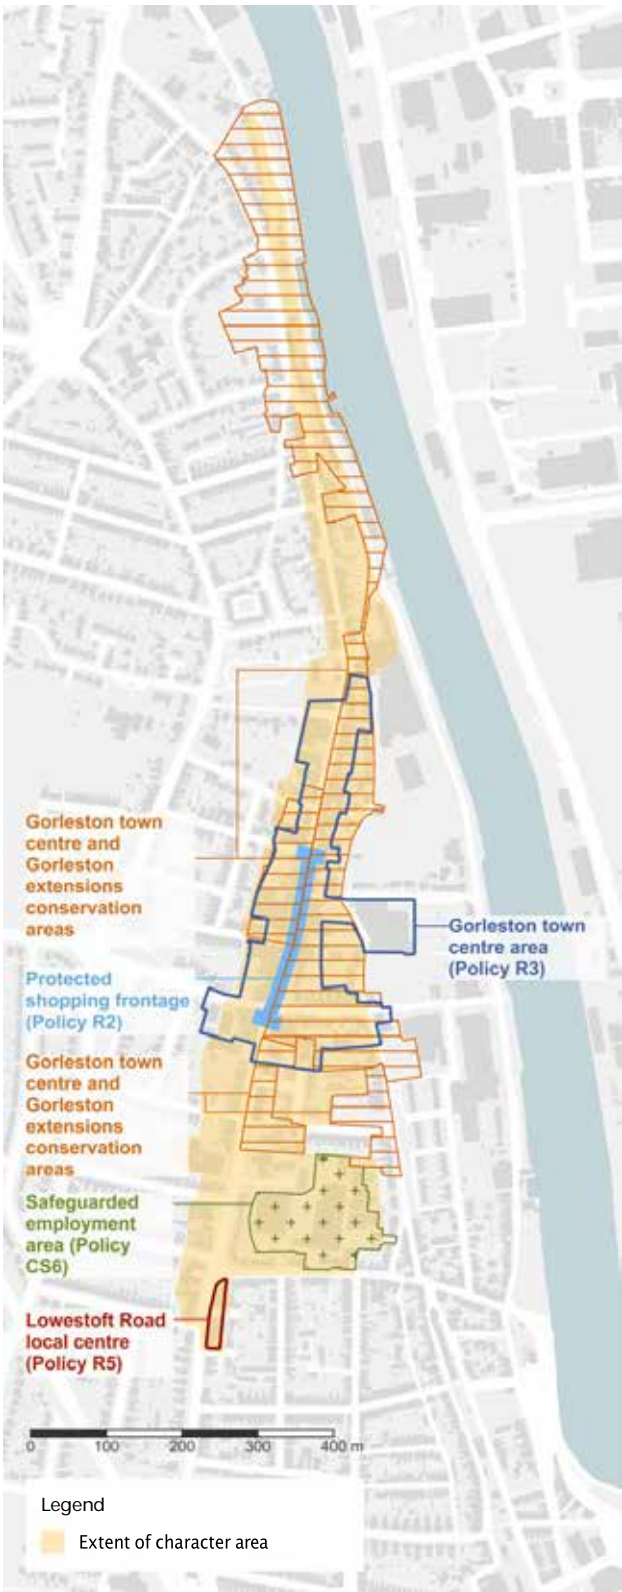 Gorleston town
centre and
Gorleston
extensions
conservation
areas
Gorleston town
centre area
(Policy R3)
Protected
shopping frontage
(Policy R2)
Gorleston town
centre and
Gorleston
extensions
conservation
areas
Safeguarded
employment
area (Policy
CS6)
Lowestoft Road
local centre
(Policy R5)
0 100 200 300 400 m
Legend
Extent of character area